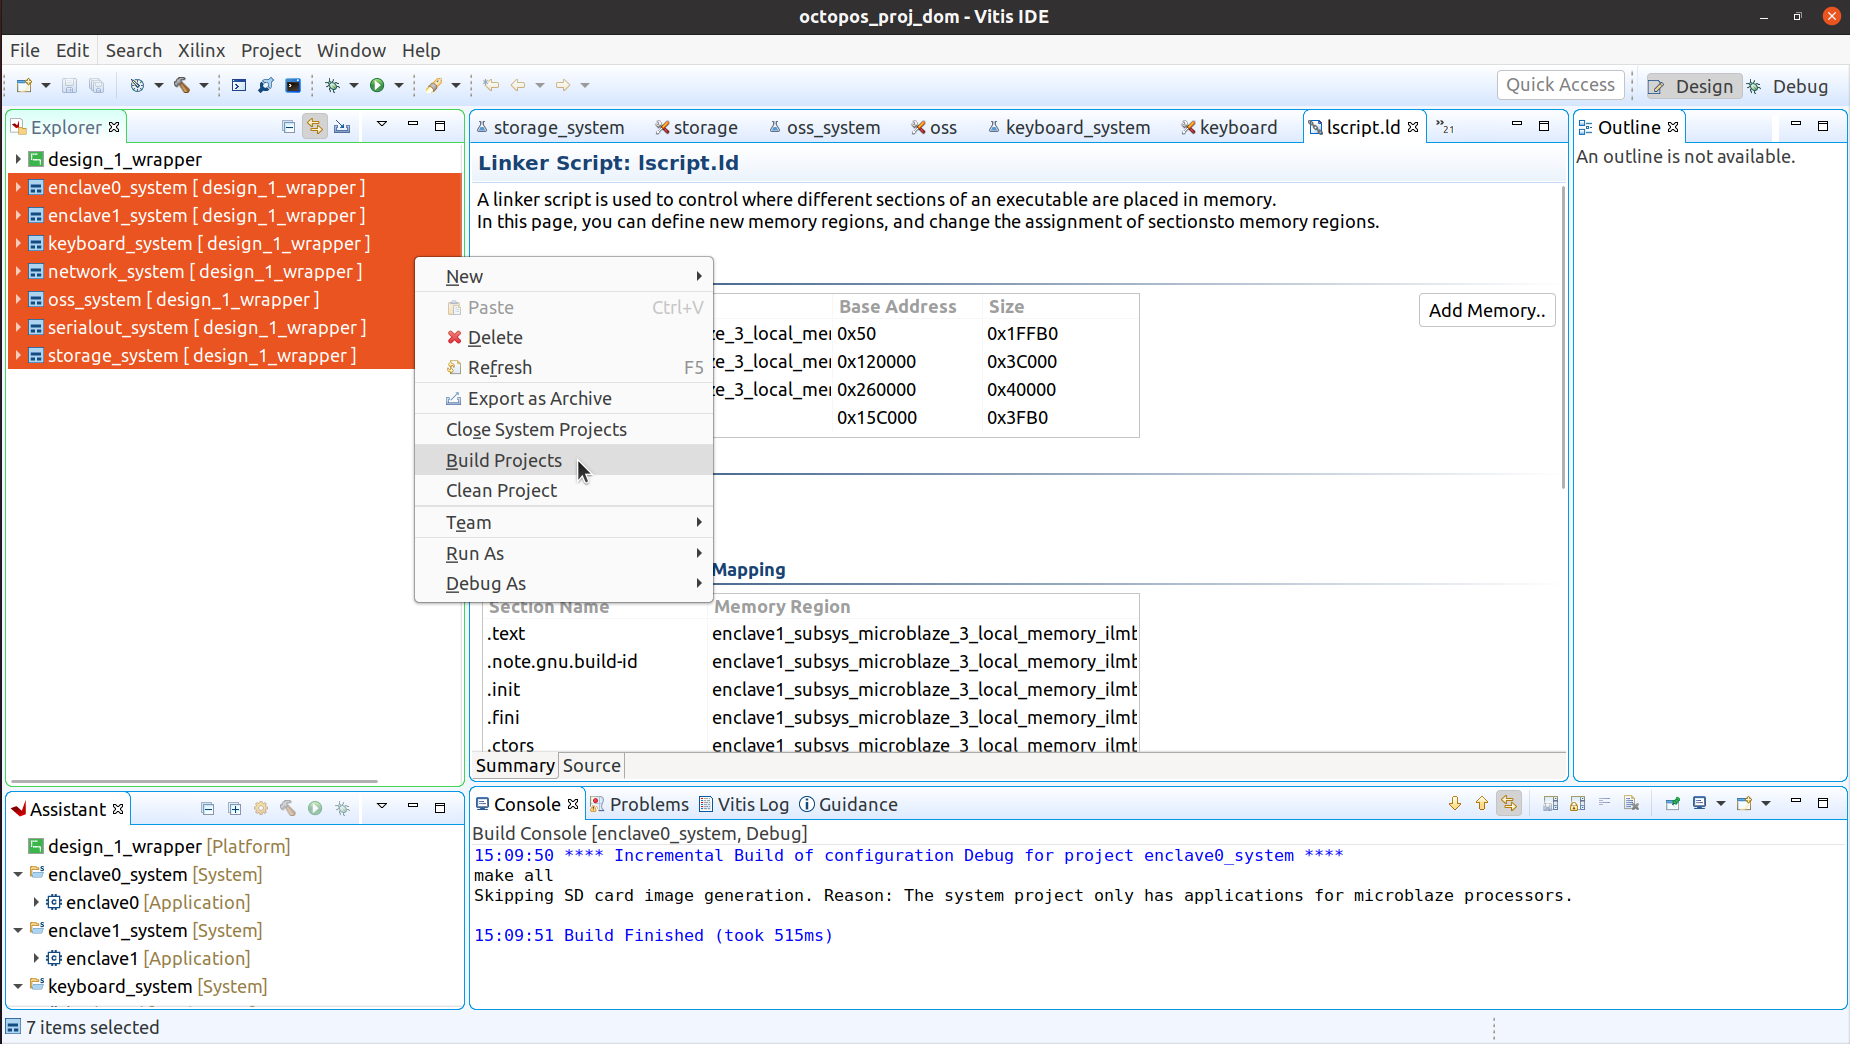 octopos_proj_dom - Vitis IDE
File Edit Search Xilinx Project Window Help
Quick Access
Design
Debug
Explorer
design_1_wrapper
enclave0_system [ design_1_wrapper ]
enclave1_system [ design_1_wrapper ]
keyboard_system [ design_1_wrapper ]
network_system [ design_1_wrapper ]
oss_system [ design_1_wrapper ]
serialout_system [ design_1_wrapper ]
storage_system [ design_1_wrapper ]
New
Paste Ctrl+V
Delete
Refresh F5
Export as Archive
Close System Projects
Build Projects
Clean Project
Team
Run As
Debug As
storage_system storage oss_system oss keyboard_system keyboard lscript.ld »21
Linker Script: lscript.ld
A linker script is used to control where different sections of an executable are placed in memory.
In this page, you can define new memory regions, and change the assignment of sectionsto memory regions.
Base Address Size
e_3_local_mei 0x50 0x1FFB0
e_3_local_mei 0x120000 0x3C000
e_3_local_mei 0x260000 0x40000
0x15C000 0x3FB0
Add Memory..
Mapping
Section Name Memory Region
.text enclave1_subsys_microblaze_3_local_memory_ilmb
.note.gnu.build-id enclave1_subsys_microblaze_3_local_memory_ilmb
.init enclave1_subsys_microblaze_3_local_memory_ilmb
.fini enclave1_subsys_microblaze_3_local_memory_ilmb
.ctors enclave1_subsys_microblaze_3_local_memory_ilmb
Summary Source
Outline
An outline is not available.
Assistant
design_1_wrapper [Platform]
enclave0_system [System]
enclave0 [Application]
enclave1_system [System]
enclave1 [Application]
keyboard_system [System]
Console Problems Vitis Log Guidance
Build Console [enclave0_system, Debug]
15:09:50 **** Incremental Build of configuration Debug for project enclave0_system ****
make all
Skipping SD card image generation. Reason: The system project only has applications for microblaze processors.
15:09:51 Build Finished (took 515ms)
7 items selected